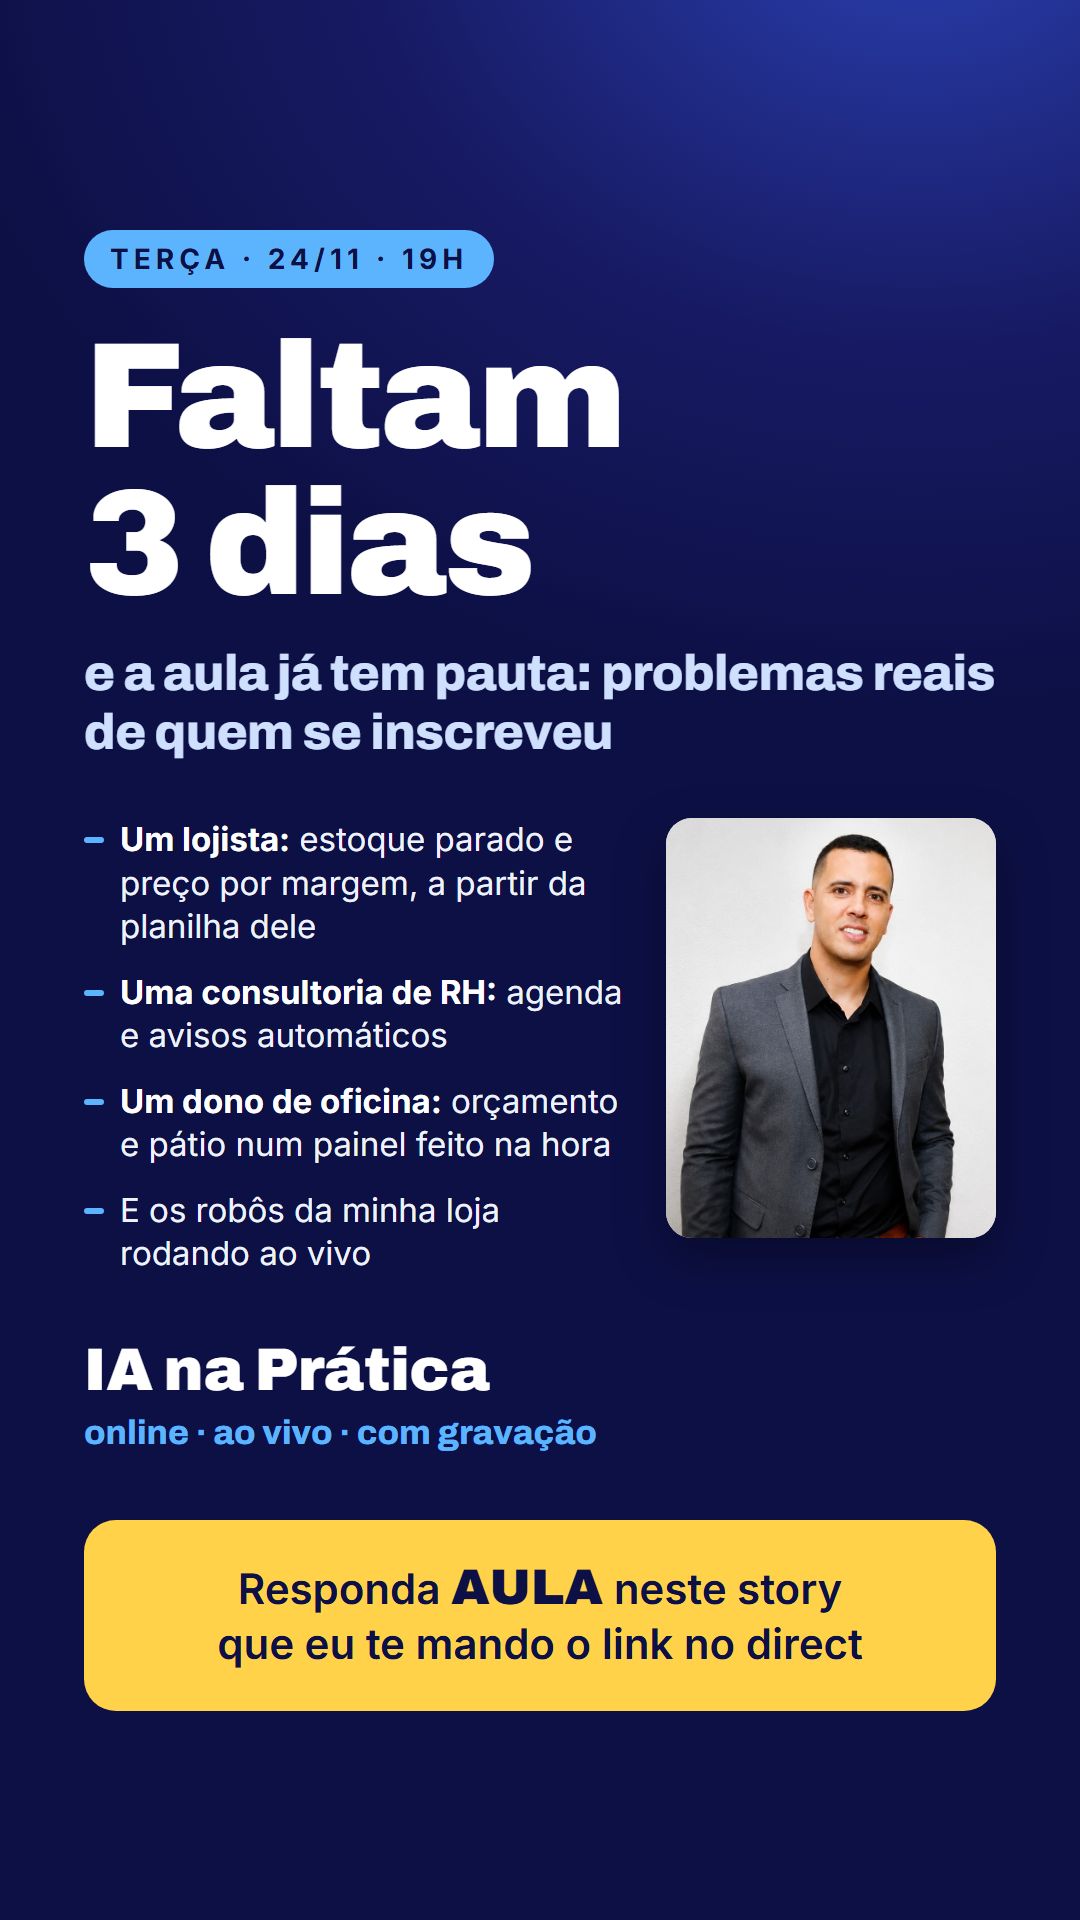 TERÇA · 24/11 · 19H
Faltam
3 dias
e a aula já tem pauta: problemas reais
de quem se inscreveu
Um lojista: estoque parado e
preço por margem, a partir da
planilha dele
Uma consultoria de RH: agenda
e avisos automáticos
Um dono de oficina: orçamento
e pátio num painel feito na hora
E os robôs da minha loja
rodando ao vivo
IA na Prática
online · ao vivo · com gravação
Responda AULA neste story
que eu te mando o link no direct